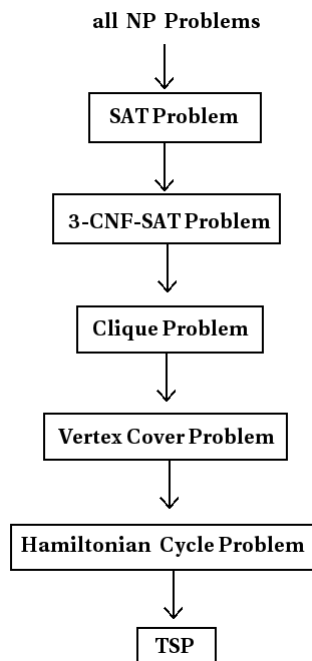 all NP Problems
SAT Problem
3-CNF-SAT Problem
Clique Problem
Vertex Cover Problem
Hamiltonian Cycle Problem
TSP